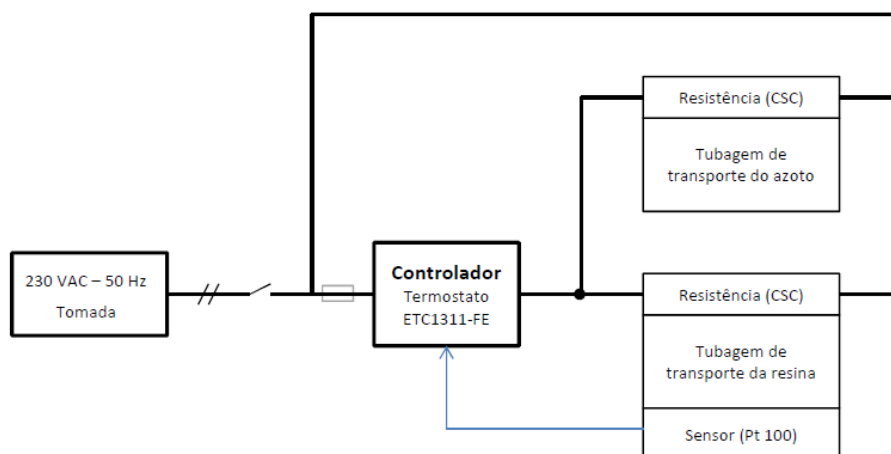 Resistência (CSC)
Tubagem de
transporte do azoto
230 VAC – 50 Hz
Tomada
Controlador
Termostato
ETC1311-FE
Resistência (CSC)
Tubagem de
transporte da resina
Sensor (Pt 100)